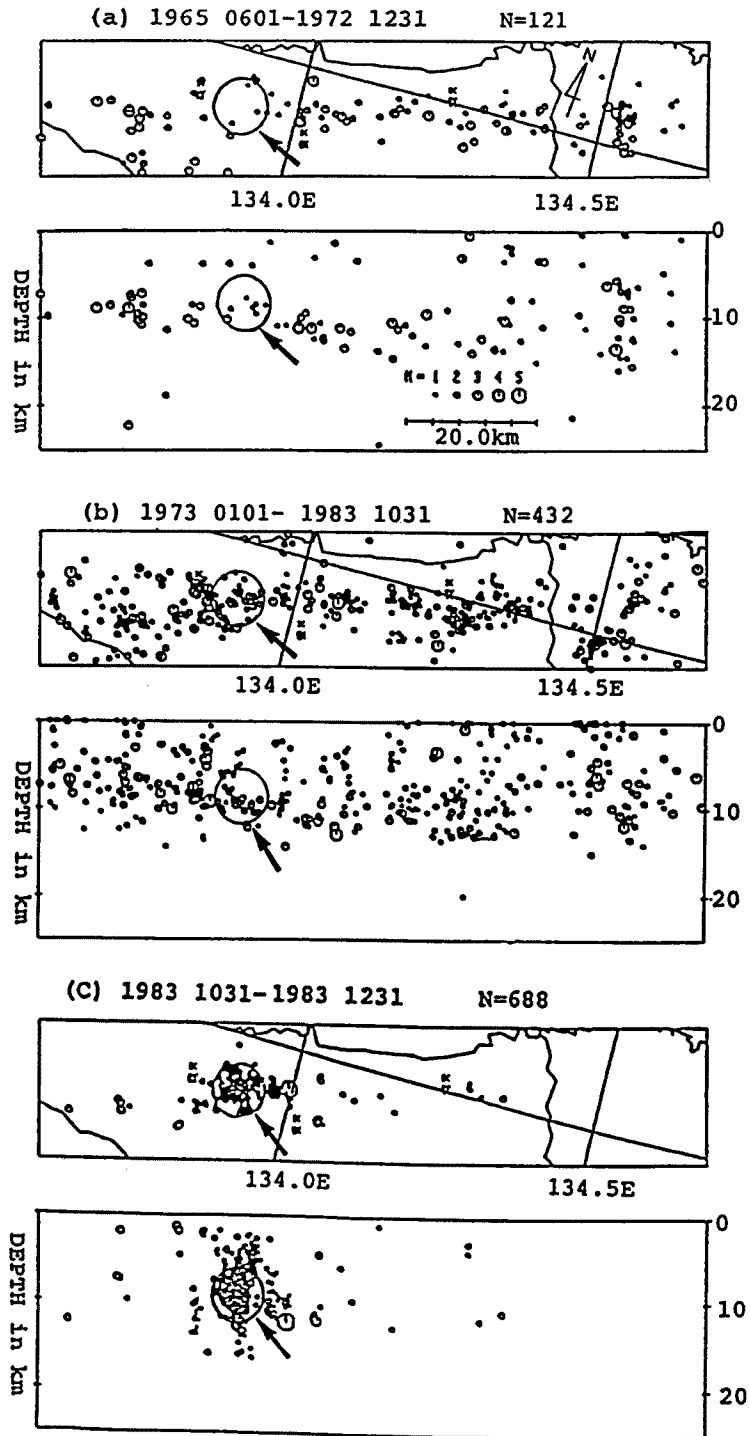 (a) 1965 0601-1972 1231 N=121
N
134.0E 134.5E
0
10
20
DEPTH in km
M= 1 2 3 4 5
20.0km
(b) 1973 0101- 1983 1031 N=432
134.0E 134.5E
0
10
20
DEPTH in km
(C) 1983 1031-1983 1231 N=688
134.0E 134.5E
0
10
20
DEPTH in km